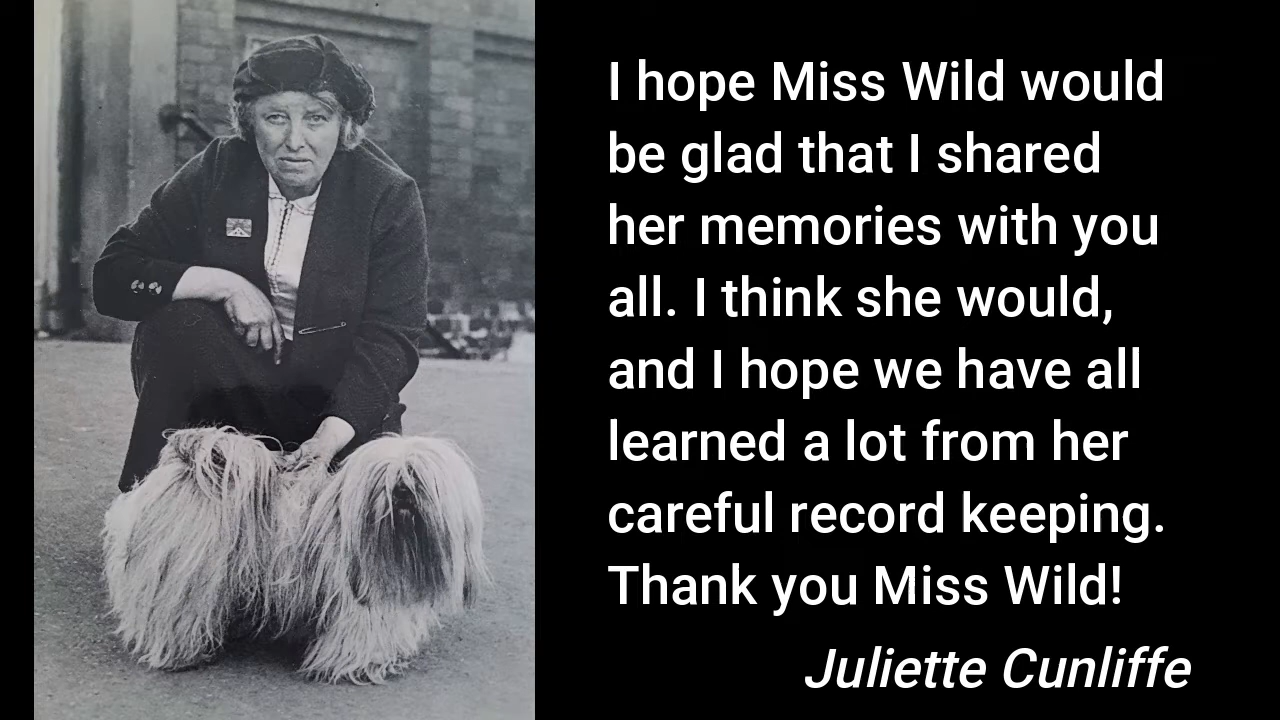 I hope Miss Wild would
be glad that I shared
her memories with you
all. I think she would,
and I hope we have all
learned a lot from her
careful record keeping.
Thank you Miss Wild!
Juliette Cunliffe